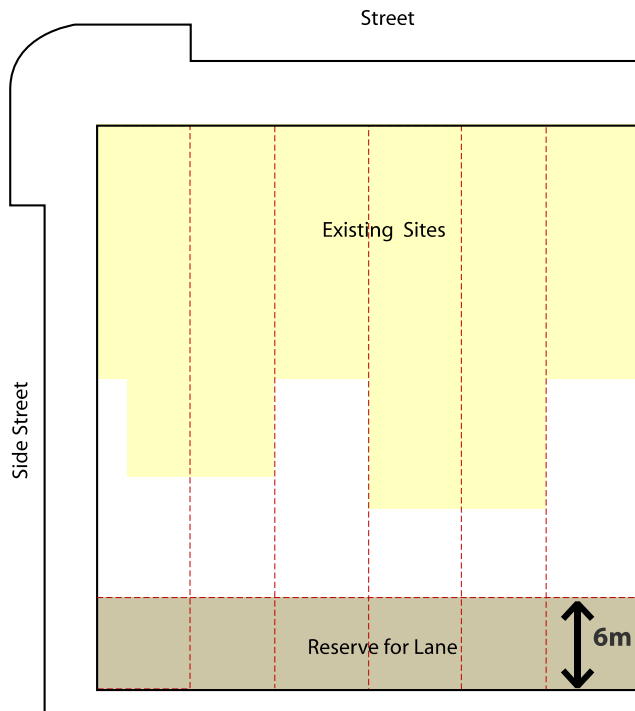 Street
Existing Sites
Side Street
Reserve for Lane
6m